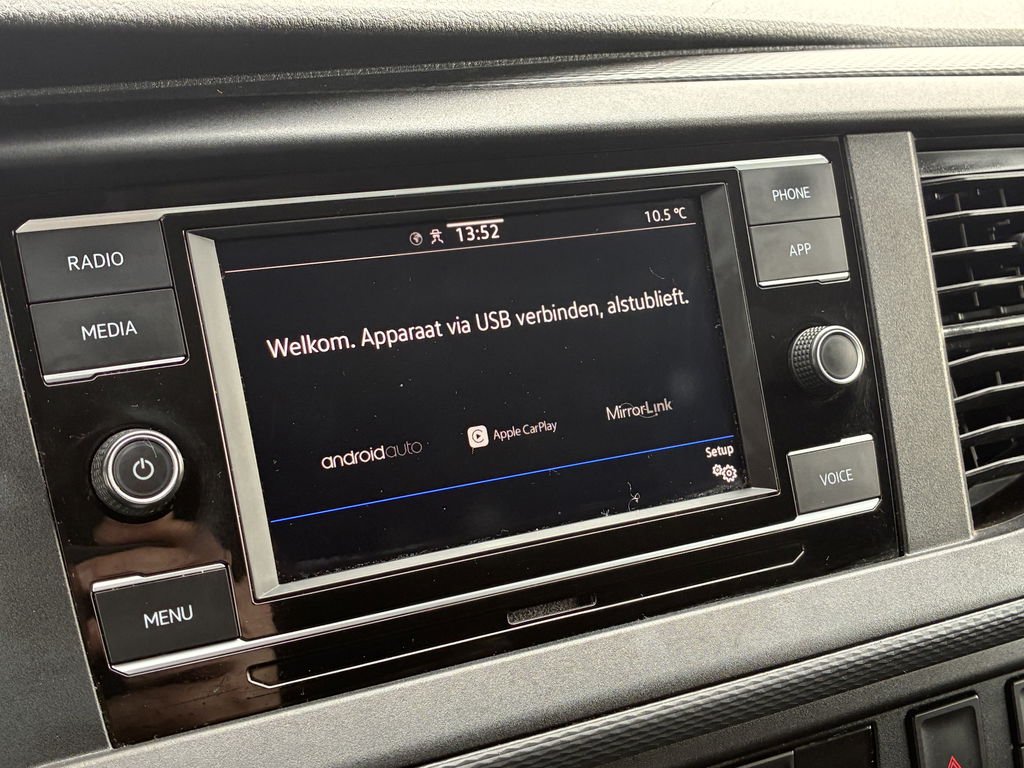 RADIO
MEDIA
MENU
13:52
10.5 °C
Welkom. Apparaat via USB verbinden, alstublieft.
androidauto
Apple CarPlay
MirrorLink
Setup
PHONE
APP
VOICE